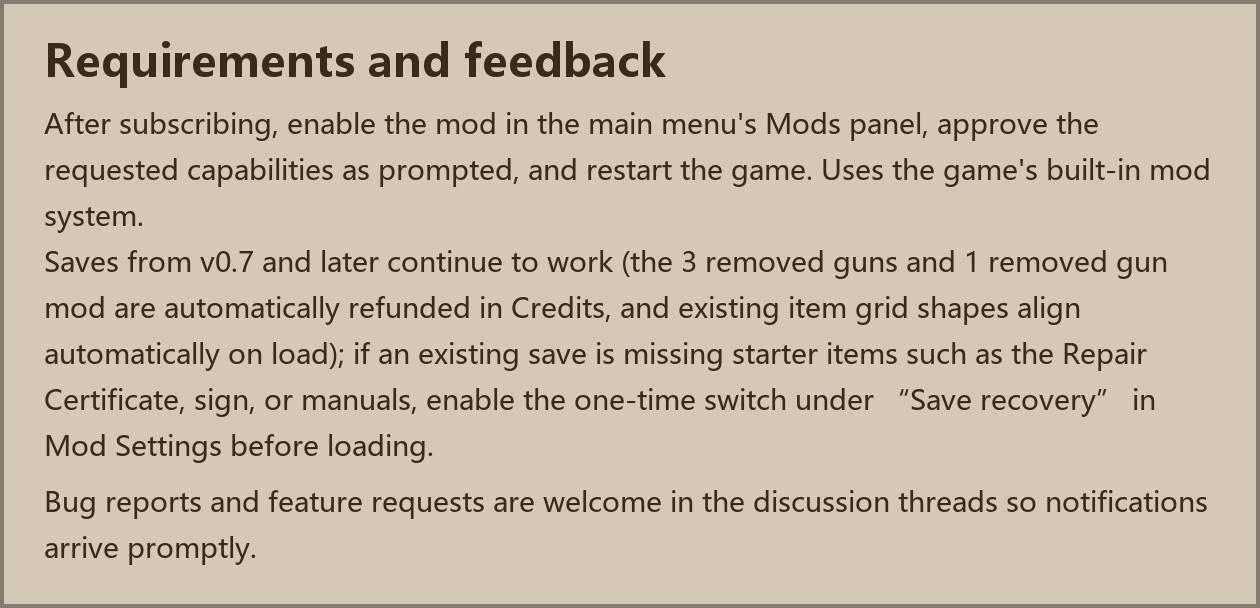 Requirements and feedback
After subscribing, enable the mod in the main menu's Mods panel, approve the
requested capabilities as prompted, and restart the game. Uses the game's built-in mod
system.
Saves from v0.7 and later continue to work (the 3 removed guns and 1 removed gun
mod are automatically refunded in Credits, and existing item grid shapes align
automatically on load); if an existing save is missing starter items such as the Repair
Certificate, sign, or manuals, enable the one-time switch under “Save recovery” in
Mod Settings before loading.
Bug reports and feature requests are welcome in the discussion threads so notifications
arrive promptly.